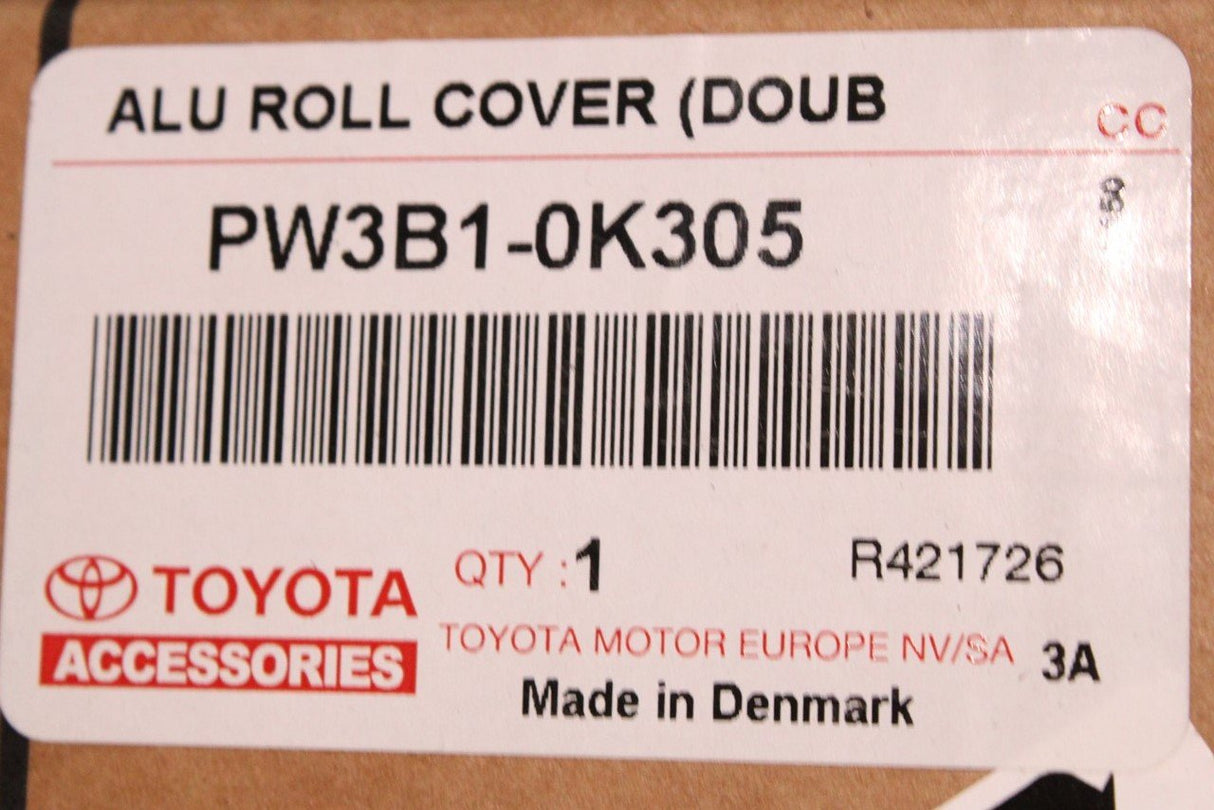 ALU ROLL COVER (DOUB
CC
PW3B1-0K305
QTY : 1
R421726
TOYOTA
ACCESSORIES
TOYOTA MOTOR EUROPE NV/SA 3A
Made in Denmark